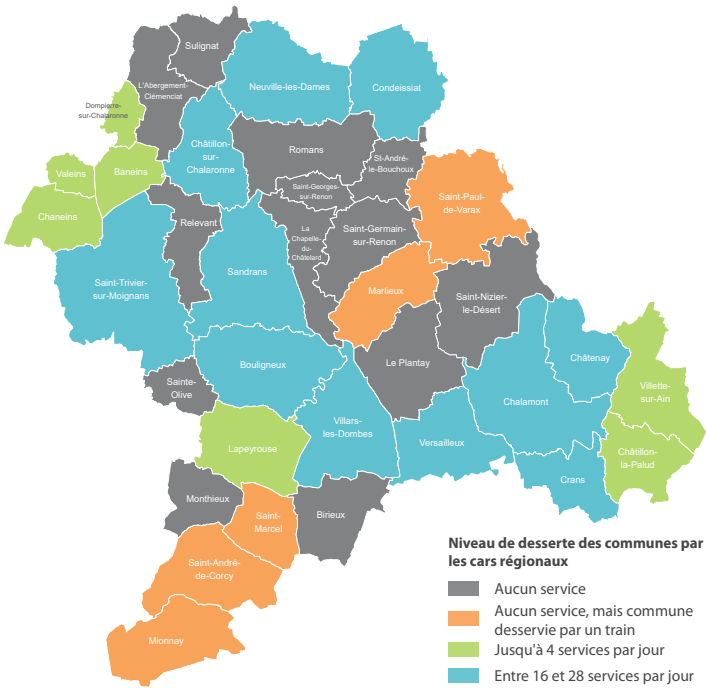 Sulignat
Neuville-les-Dames
Condeissiat
L'Abergement-
Clémenciat
Dompierre-
sur-Chalaronne
Châtillon
-sur-
Chalaronne
Romans
St-André-
le-Bouchoux
Valeins
Baneins
Saint-Georges-
sur-Renon
Saint-Paul-
de-Varax
Chaneins
Relevant
La
Chapelle-
du-
Châtelard
Saint-Germain-
sur-Renon
Saint-Trivier-
sur-Moignans
Sandrans
Marlieux
Saint-Nizier-
le-Désert
Bouligneux
Le Plantay
Châtenay
Sainte-
Olive
Villette-
sur-Ain
Chalamont
Villars-
les-Dombes
Lapeyrouse
Versailleux
Châtillon-
la-Palud
Crans
Monthieux
Saint-
Marcel
Birieux
Saint-André-
de-Corcy
Mionnay
Niveau de desserte des communes par
les cars régionaux
Aucun service
Aucun service, mais commune
desservie par un train
Jusqu'à 4 services par jour
Entre 16 et 28 services par jour